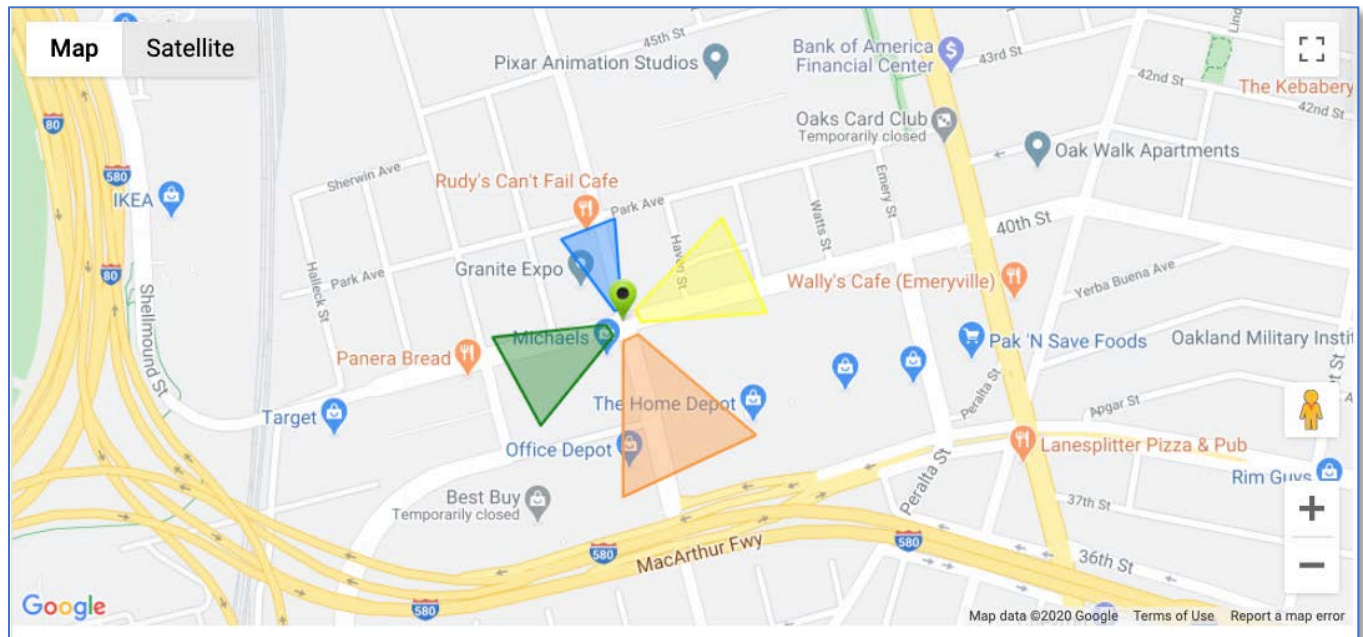 Map
Satellite
45th St
Pixar Animation Studios
Bank of America
Financial Center
$
43rd St
Lind
42nd St
The Kebabery
42nd St
80
Oaks Card Club
Temporarily closed
Oak Walk Apartments
580
Sherwin Ave
Rudy's Can't Fail Cafe
IKEA
Park Ave
Emery St
Watts St
40th St
Haven St
Granite Expo
Park Ave
80
Halleck St
Shellmound St
Wally's Cafe (Emeryville)
Yerba Buena Ave
Michaels
Panera Bread
Pak 'N Save Foods
Oakland Military Instit
Peralta St
Apgar St
The Home Depot
Target
Office Depot
Lanesplitter Pizza & Pub
Rim Guys
Peralta St
Best Buy
Temporarily closed
37th St
580
MacArthur Fwy
580
36th St
580
Google
Map data ©2020 Google
Terms of Use
Report a map error